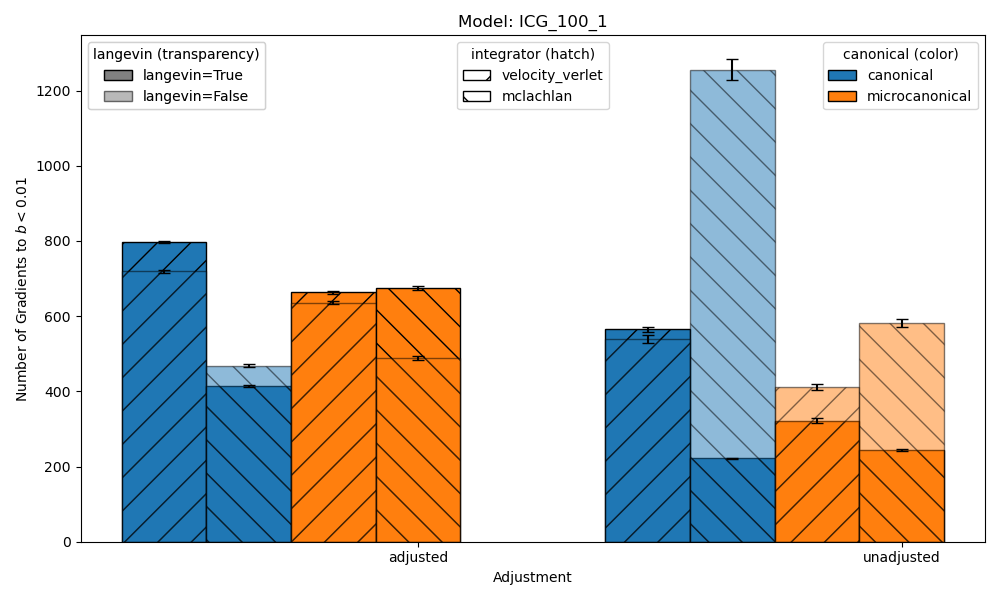 Model: ICG_100_1
langevin (transparency)
langevin=True
langevin=False
integrator (hatch)
velocity_verlet
mclachlan
canonical (color)
canonical
microcanonical
Number of Gradients to b < 0.01
1200
1000
800
600
400
200
0
adjusted
unadjusted
Adjustment